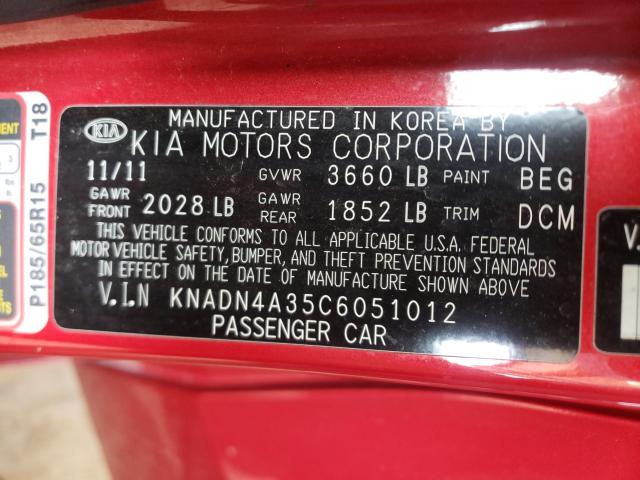 MANUFACTURED IN KOREA BY
KIA KIA MOTORS CORPORATION
11/11 GVWR 3660 LB PAINT BEG
GAWR FRONT 2028 LB GAWR REAR 1852 LB TRIM DCM
THIS VEHICLE CONFORMS TO ALL APPLICABLE U.S.A. FEDERAL
MOTOR VEHICLE SAFETY, BUMPER, AND THEFT PREVENTION STANDARDS
IN EFFECT ON THE DATE OF MANUFACTURE SHOWN ABOVE
V.I.N KNADN4A35C6051012
PASSENGER CAR
P185/65R15 T18
V.